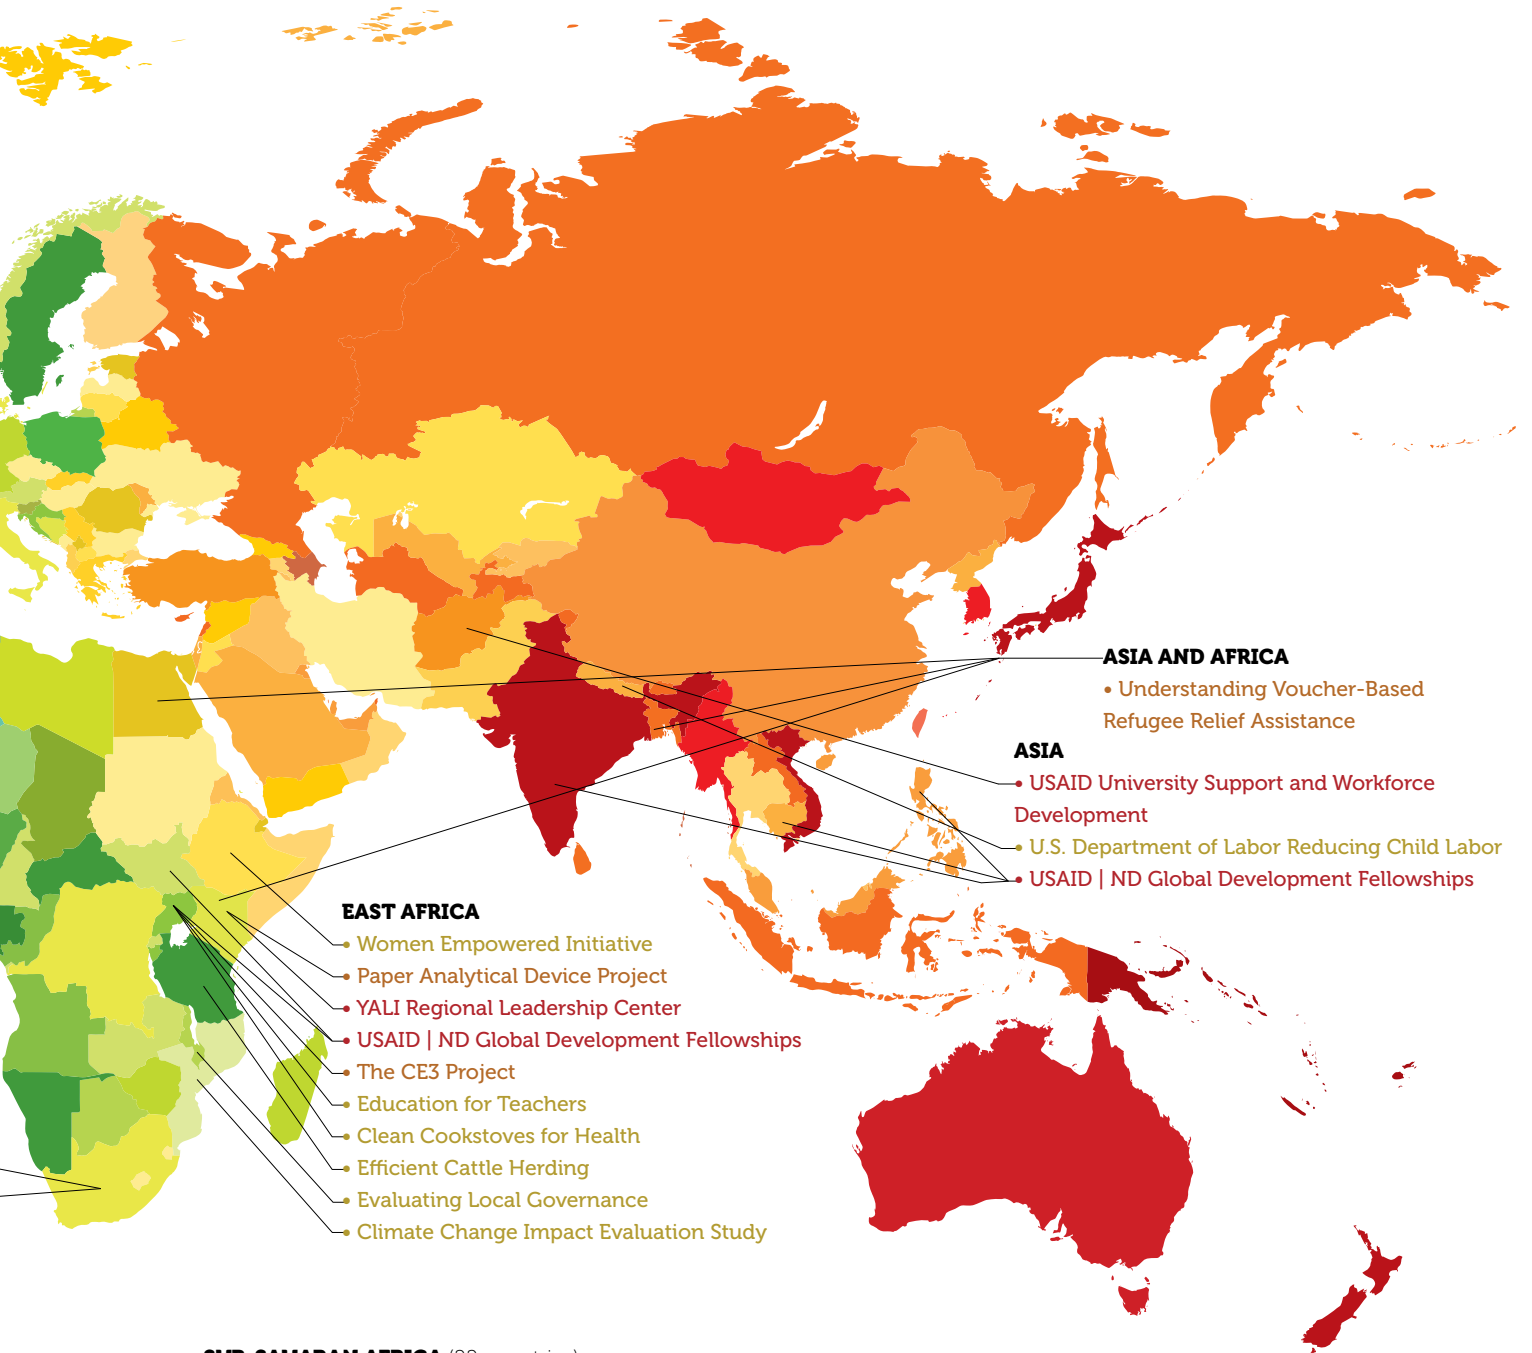 ASIA AND AFRICA
• Understanding Voucher-Based
Refugee Relief Assistance
ASIA
• USAID University Support and Workforce
Development
• U.S. Department of Labor Reducing Child Labor
• USAID | ND Global Development Fellowships
EAST AFRICA
• Women Empowered Initiative
• Paper Analytical Device Project
• YALI Regional Leadership Center
• USAID | ND Global Development Fellowships
• The CE3 Project
• Education for Teachers
• Clean Cookstoves for Health
• Efficient Cattle Herding
• Evaluating Local Governance
• Climate Change Impact Evaluation Study
SUB-SAHARAN AFRICA